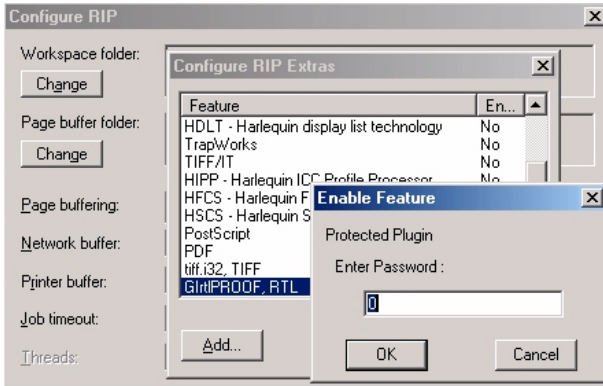 Configure RIP
Workspace folder:
Change
Page buffer folder:
Change
Page buffering:
Network buffer:
Printer buffer:
Job timeout:
Threads:
Configure RIP Extras
Feature En...
HDLT - Harlequin display list technology No
TrapWorks No
TIFF/IT No
HIPP - Harlequin ICC Profile Processor No
HFCS - Harlequin F
HSCS - Harlequin S
PostScript
PDF
tiff.i32, TIFF
GIrtlPROOF, RTL
Add...
Enable Feature
Protected Plugin
Enter Password :
0
OK Cancel